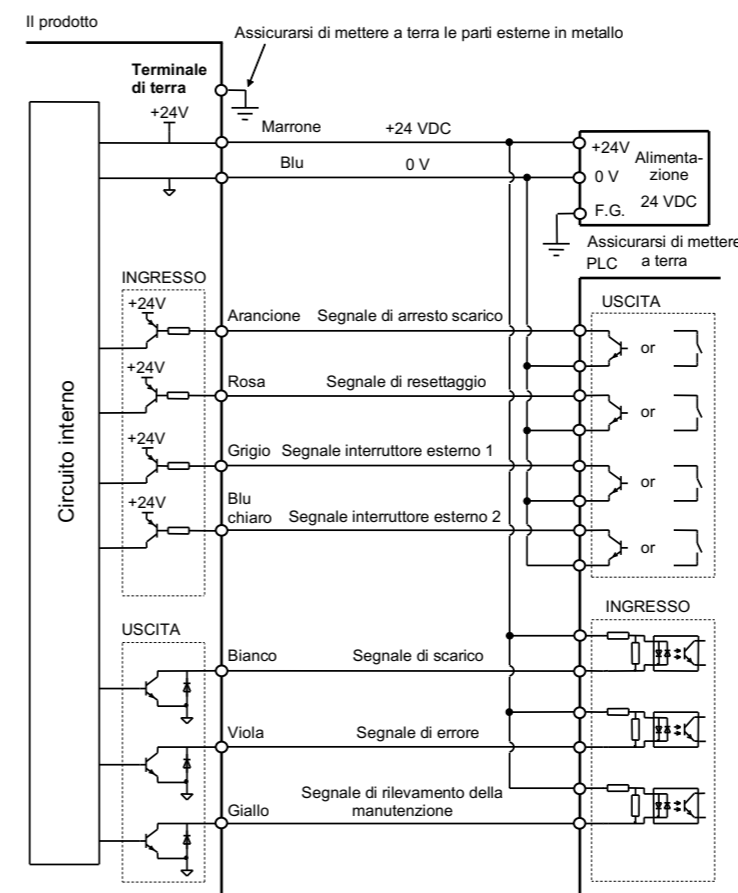 Il prodotto
Assicurarsi di mettere a terra le parti esterne in metallo
Terminale
di terra
+24V
Marrone
+24 VDC
Blu
0 V
+24V
0 V
F.G.
Alimenta-
zione
24 VDC
Assicurarsi di mettere
a terra
PLC
Circuito interno
INGRESSO
USCITA
+24V
Arancione
Segnale di arresto scarico
or
+24V
Rosa
Segnale di resettaggio
or
+24V
Grigio
Segnale interruttore esterno 1
or
+24V
Blu
chiaro
Segnale interruttore esterno 2
or
USCITA
INGRESSO
Bianco
Segnale di scarico
Viola
Segnale di errore
Giallo
Segnale di rilevamento della
manutenzione